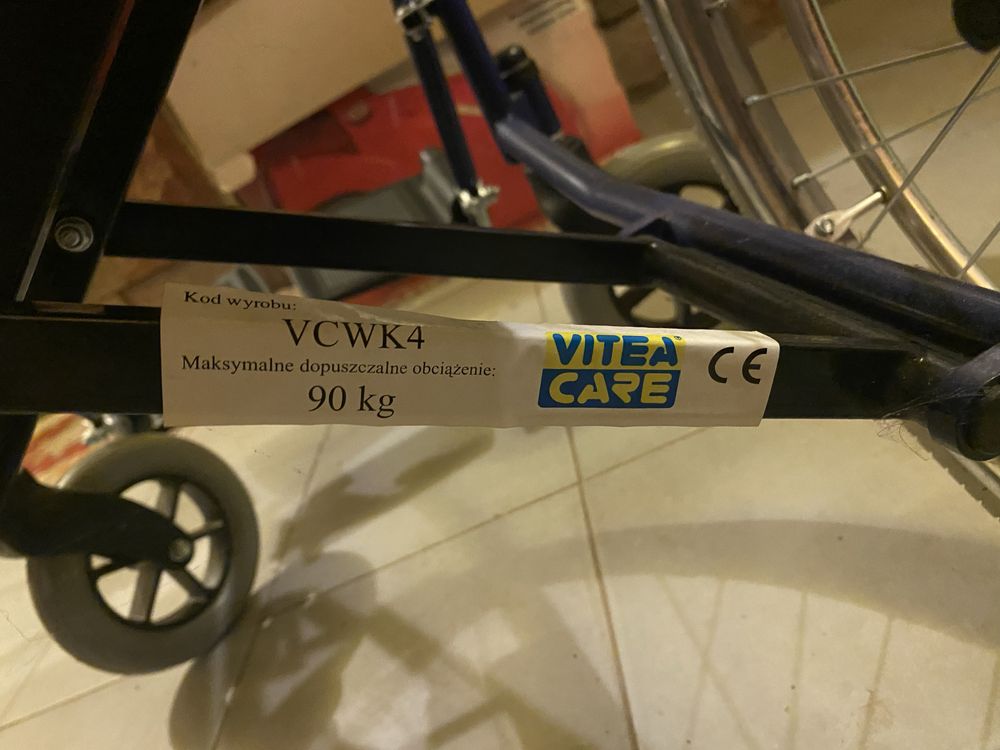 Kod wyrobu:
VCWK4
Maksymalne dopuszczalne obciążenie:
90 kg
VITEA®
CARE
CE